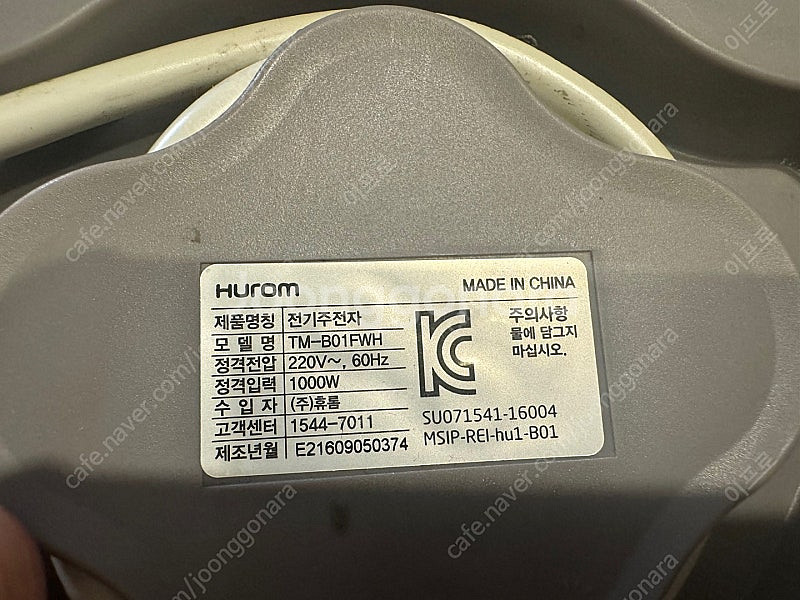 Hurom MADE IN CHINA
제품명칭 전기주전자
모델명 TM-B01FWH
정격전압 220V~, 60Hz
정격입력 1000W
수입자 (주)휴롬
고객센터 1544-7011
제조년월 E21609050374
주의사항
물에 담그지
마십시오.
SU071541-16004
MSIP-REI-hu1-B01
joonggonara
cafe.naver.com/joonggonara
이프로